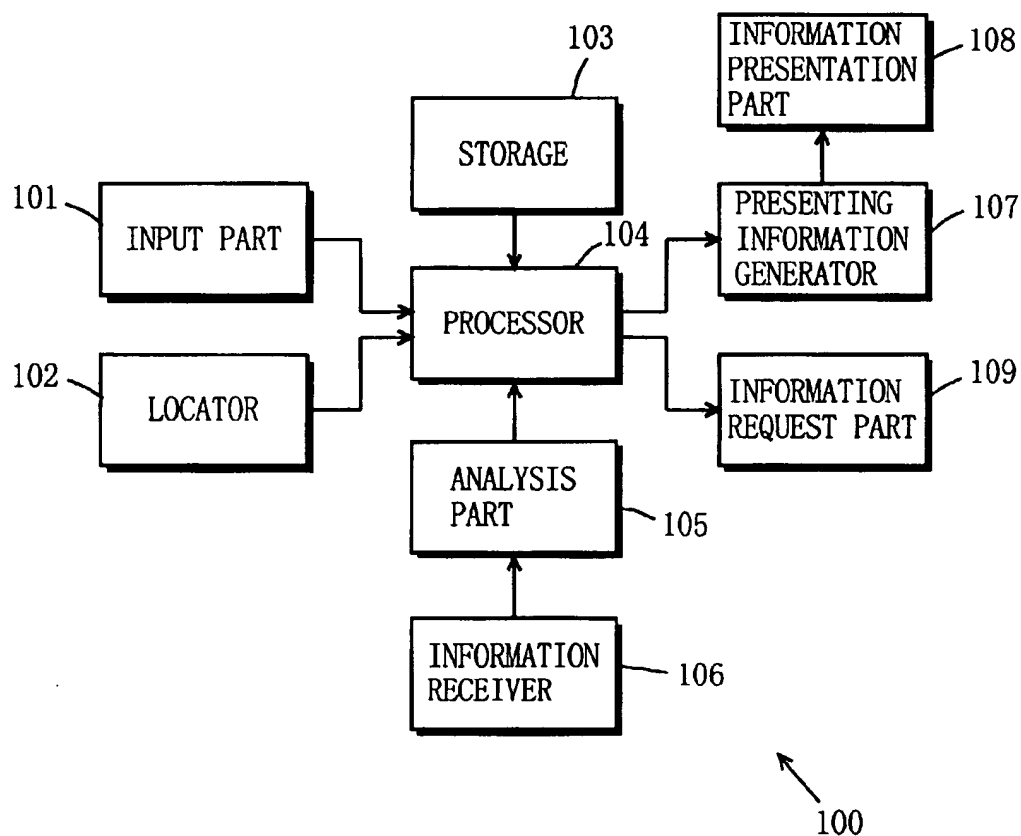 103
STORAGE
INFORMATION
PRESENTATION
PART
108
101
INPUT PART
104
PROCESSOR
PRESENTING
INFORMATION
GENERATOR
107
102
LOCATOR
INFORMATION
REQUEST PART
109
ANALYSIS
PART
105
INFORMATION
RECEIVER
106
100